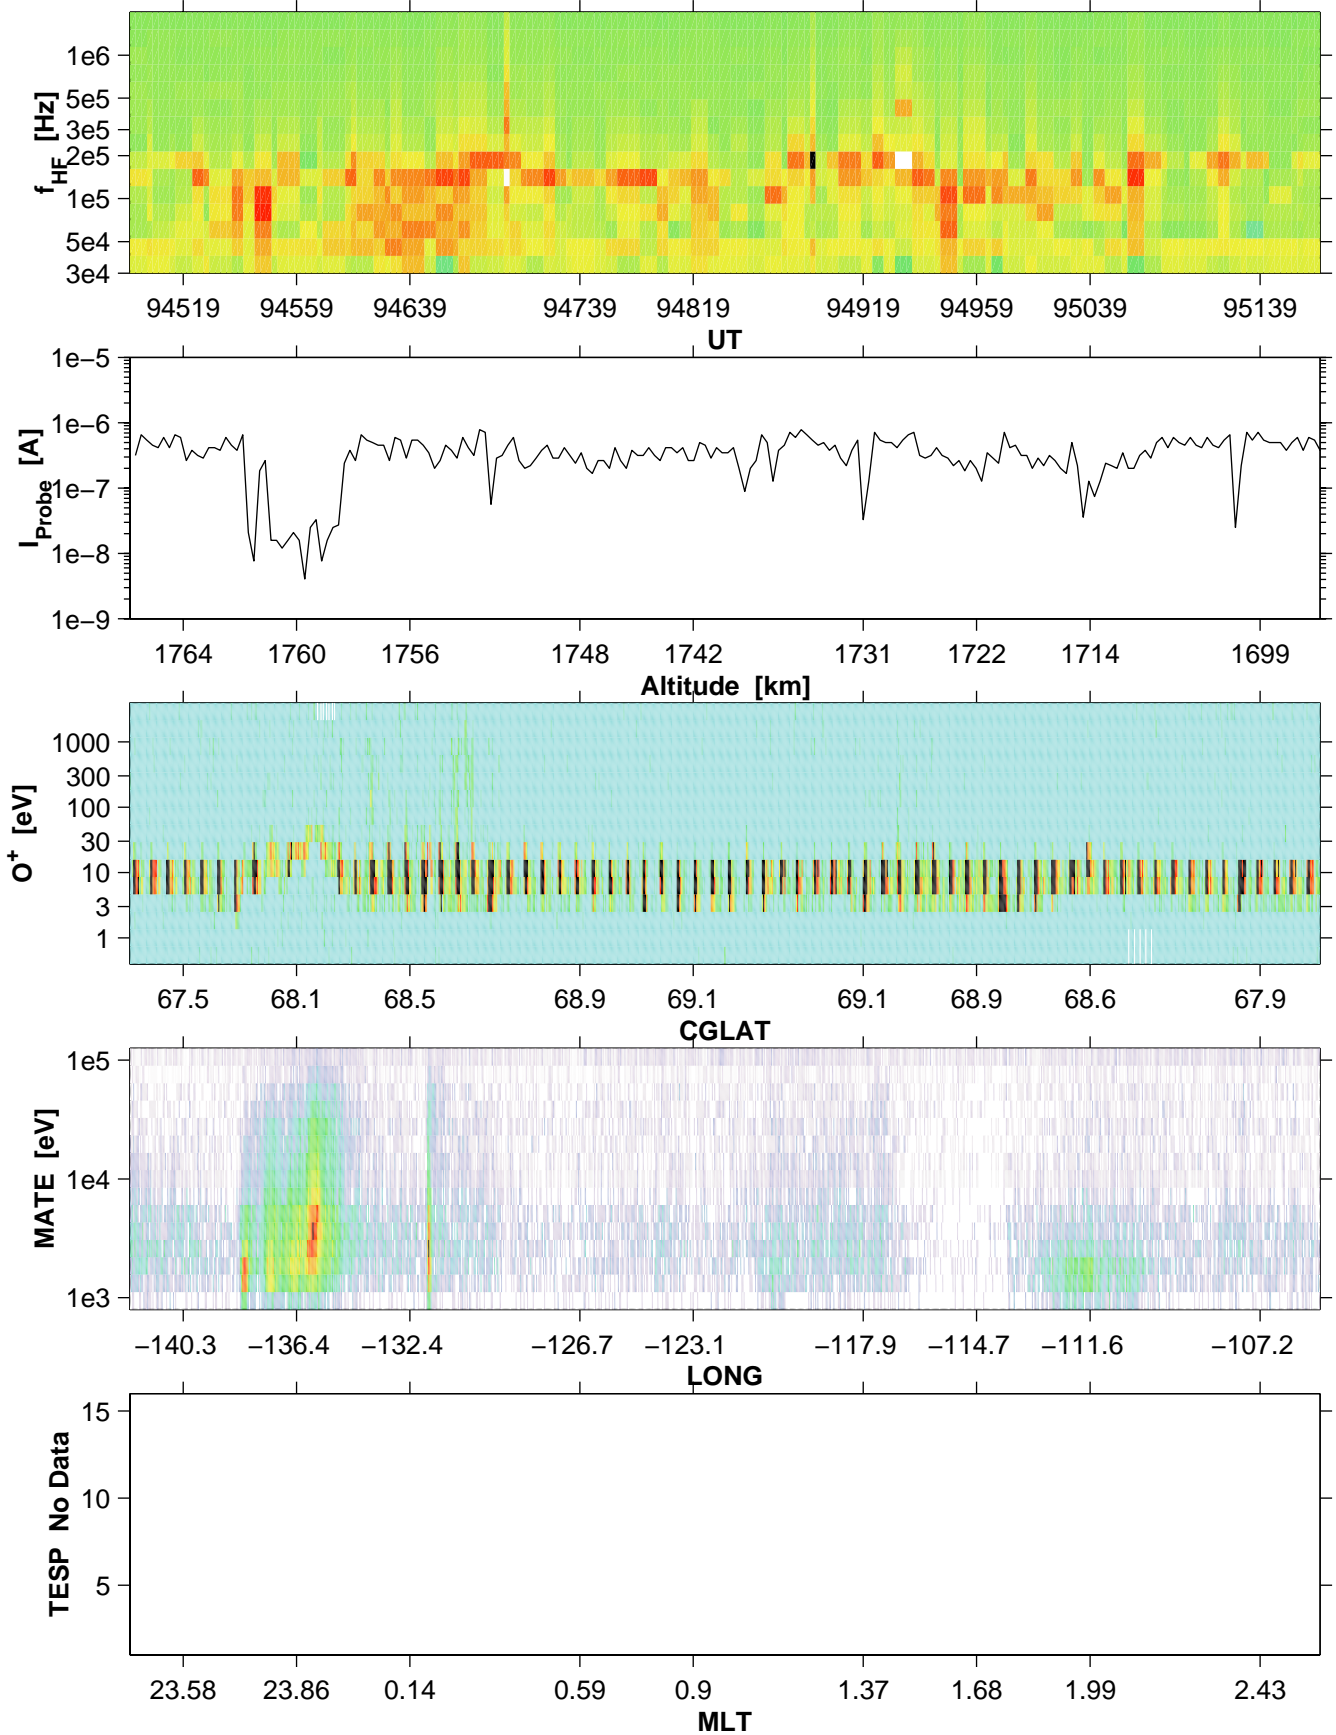 f_HF [Hz]
1e6
5e5
3e5
2e5
1e5
5e4
3e4
94519 94559 94639 94739 94819 94919 94959 95039 95139
UT
I_Probe [A]
1e−5
1e−6
1e−7
1e−8
1e−9
1764 1760 1756 1748 1742 1731 1722 1714 1699
Altitude [km]
O+ [eV]
1000
300
100
30
10
3
1
67.5 68.1 68.5 68.9 69.1 69.1 68.9 68.6 67.9
CGLAT
MATE [eV]
1e5
1e4
1e3
−140.3 −136.4 −132.4 −126.7 −123.1 −117.9 −114.7 −111.6 −107.2
LONG
TESP No Data
15
10
5
23.58 23.86 0.14 0.59 0.9 1.37 1.68 1.99 2.43
MLT